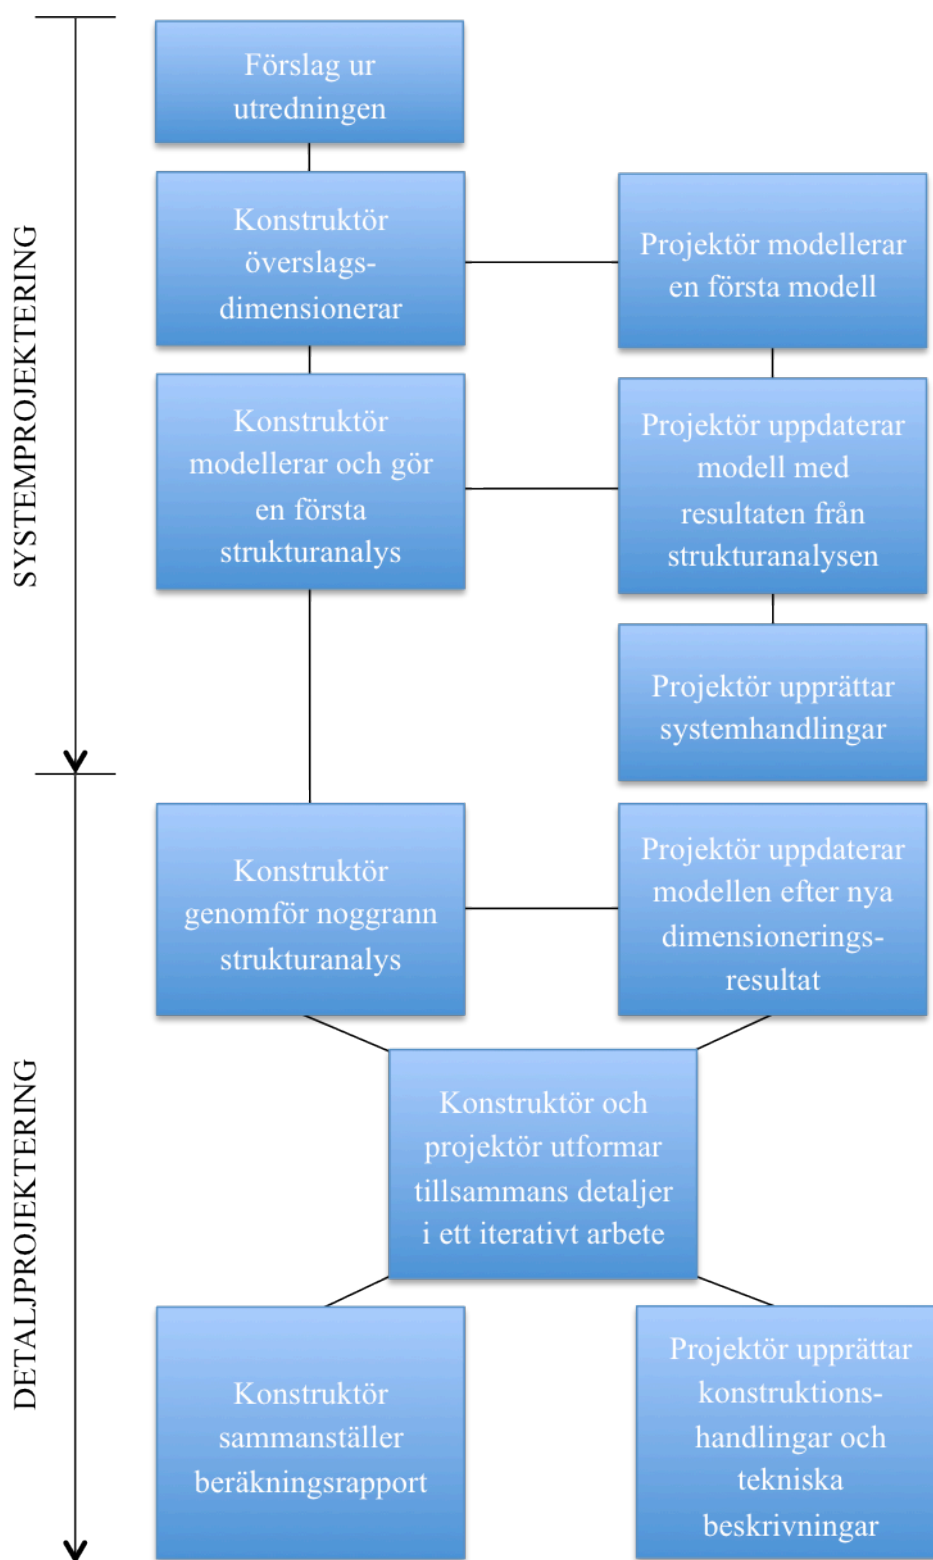 SYSTEMPROJEKTERING
Förslag ur
utredningen
Konstruktör
överslags-
dimensionerar
Projektör modellerar
en första modell
Konstruktör
modellerar och gör
en första
strukturanalys
Projektör uppdaterar
modell med
resultaten från
strukturanalysen
Projektör upprättar
systemhandlingar
DETALJPROJEKTERING
Konstruktör
genomför noggrann
strukturanalys
Projektör uppdaterar
modellen efter nya
dimensionerings-
resultat
Konstruktör och
projektör utformar
tillsammans detaljer
i ett iterativt arbete
Konstruktör
sammanställer
beräkningsrapport
Projektör upprättar
konstruktions-
handlingar och
tekniska
beskrivningar